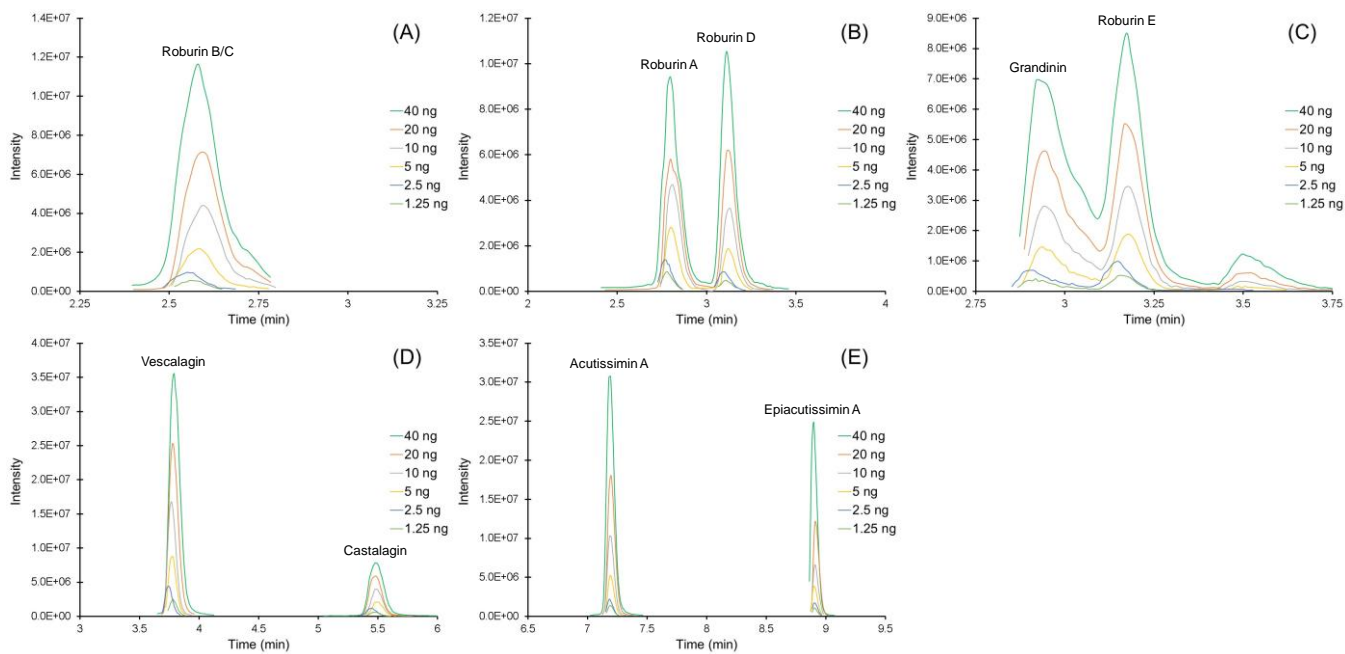 (A)
Roburin B/C
1.4E+07
1.2E+07
1.0E+07
8.0E+06
6.0E+06
4.0E+06
2.0E+06
0.0E+00
Intensity
40 ng
20 ng
10 ng
5 ng
2.5 ng
1.25 ng
2.25 2.5 2.75 3 3.25
Time (min)
(B)
Roburin D
Roburin A
1.2E+07
1.0E+07
8.0E+06
6.0E+06
4.0E+06
2.0E+06
0.0E+00
Intensity
40 ng
20 ng
10 ng
5 ng
2.5 ng
1.25 ng
2 2.5 3 3.5 4
Time (min)
(C)
Roburin E
Grandinin
9.0E+06
8.0E+06
7.0E+06
6.0E+06
5.0E+06
4.0E+06
3.0E+06
2.0E+06
1.0E+06
0.0E+00
Intensity
40 ng
20 ng
10 ng
5 ng
2.5 ng
1.25 ng
2.75 3 3.25 3.5 3.75
Time (min)
(D)
Vescalagin
Castalagin
4.0E+07
3.5E+07
3.0E+07
2.5E+07
2.0E+07
1.5E+07
1.0E+07
5.0E+06
0.0E+00
Intensity
40 ng
20 ng
10 ng
5 ng
2.5 ng
1.25 ng
3 3.5 4 4.5 5 5.5 6
Time (min)
(E)
Acutissimin A
Epiacutissimin A
3.5E+07
3.0E+07
2.5E+07
2.0E+07
1.5E+07
1.0E+07
5.0E+06
0.0E+00
Intensity
40 ng
20 ng
10 ng
5 ng
2.5 ng
1.25 ng
6.5 7 7.5 8 8.5 9 9.5
Time (min)